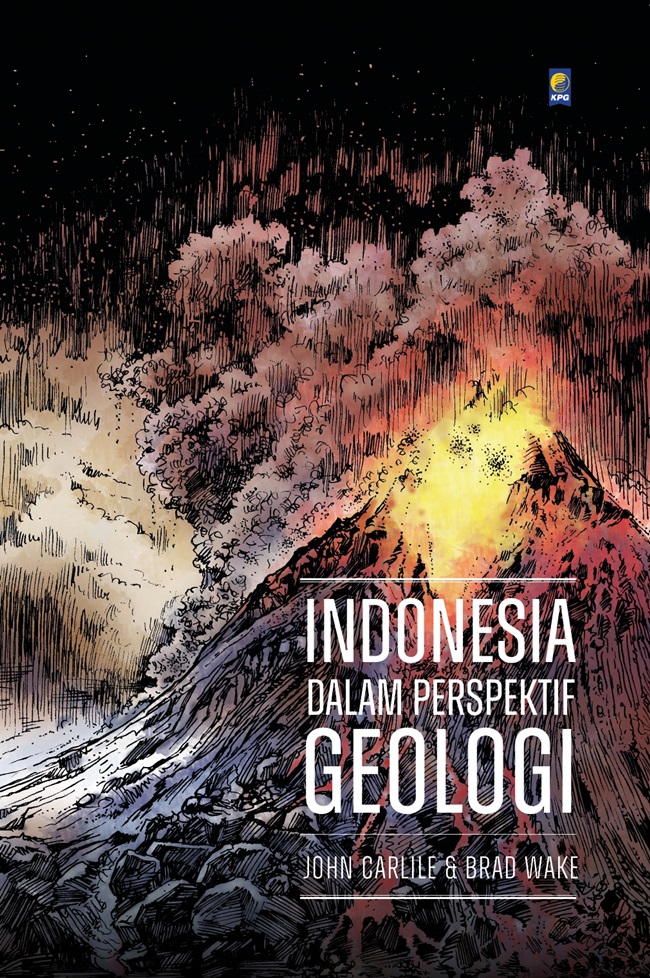 KPG
INDONESIA
DALAM PERSPEKTIF
GEOLOGI
JOHN CARLILE & BRAD WAKE